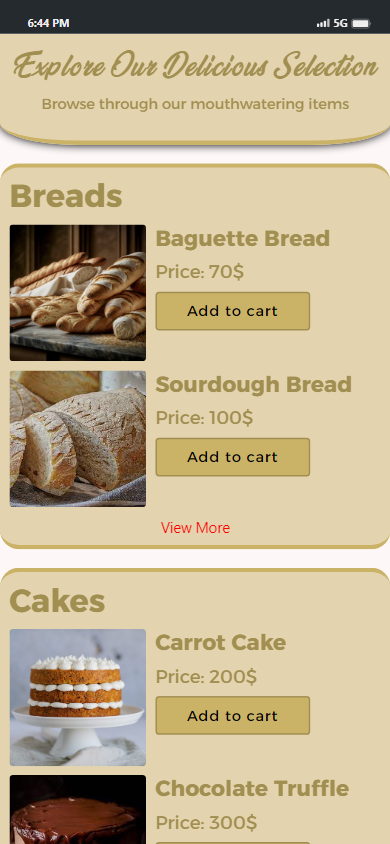 6:44 PM
5G
Explore Our Delicious Selection
Browse through our mouthwatering items
Breads
Baguette Bread
Price: 70$
Add to cart
Sourdough Bread
Price: 100$
Add to cart
View More
Cakes
Carrot Cake
Price: 200$
Add to cart
Chocolate Truffle
Price: 300$